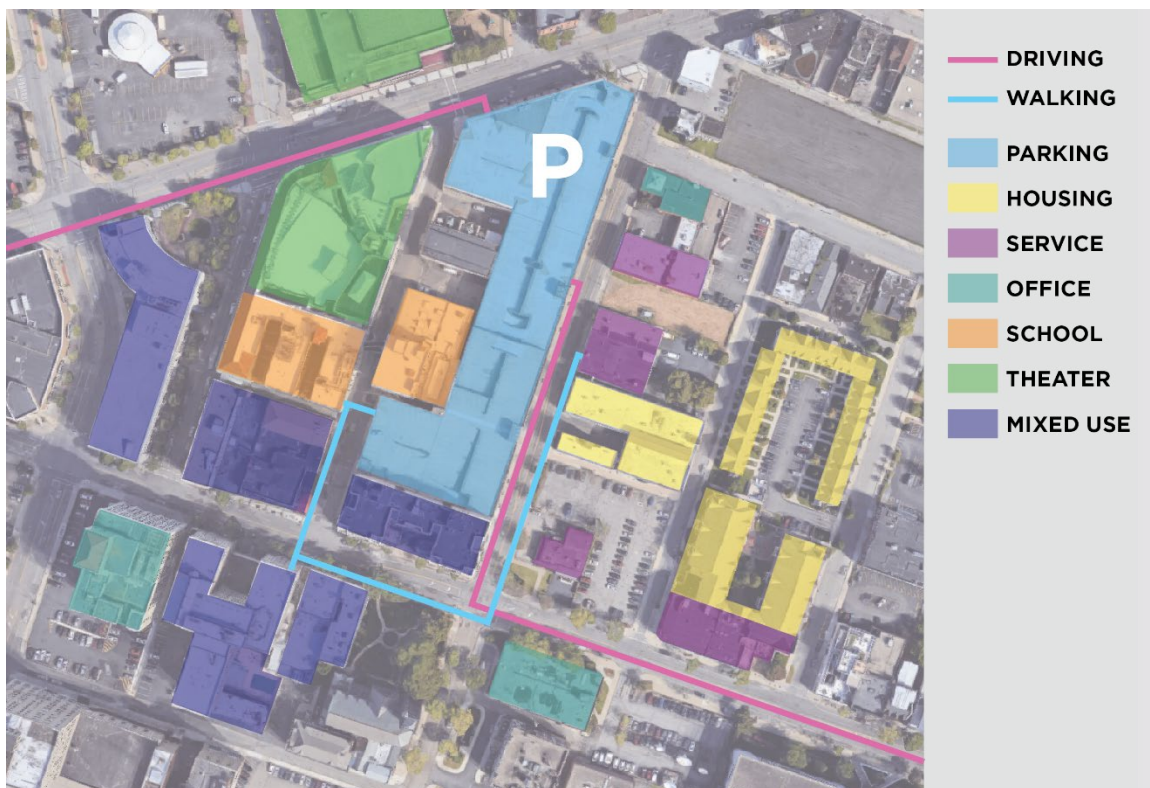 P
DRIVING
WALKING
PARKING
HOUSING
SERVICE
OFFICE
SCHOOL
THEATER
MIXED USE